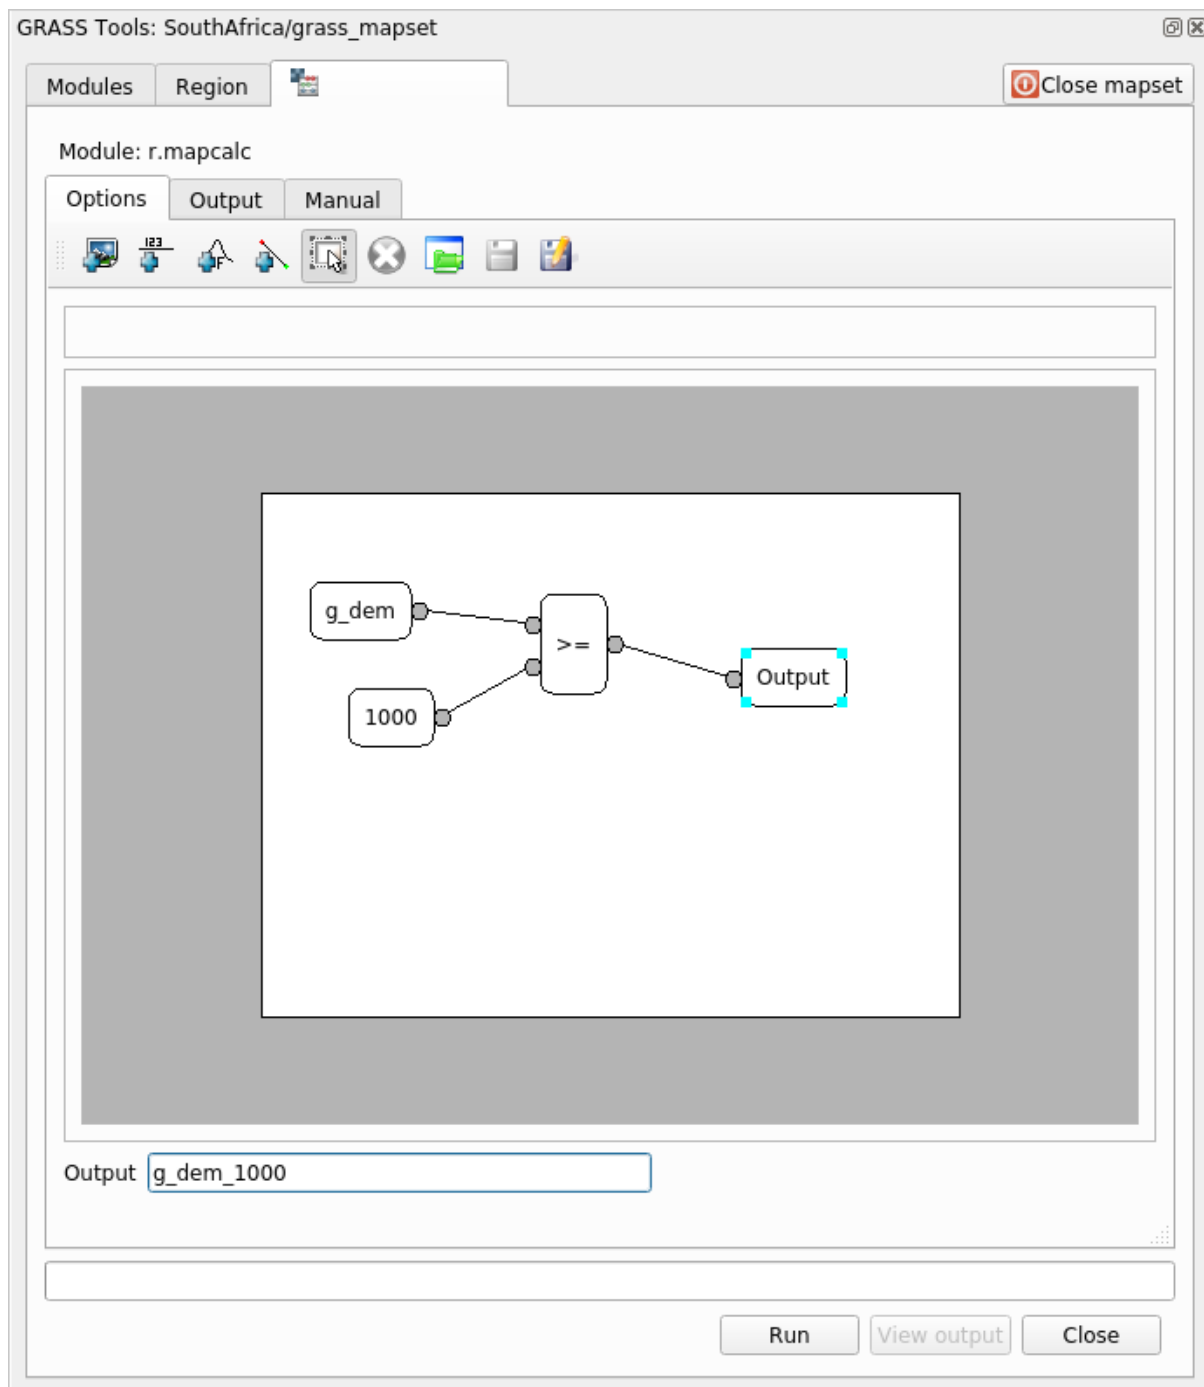 GRASS Tools: SouthAfrica/grass_mapset
Modules Region Close mapset
Module: r.mapcalc
Options Output Manual
123 F
g_dem
>=
Output
1000
Output g_dem_1000
Run View output Close